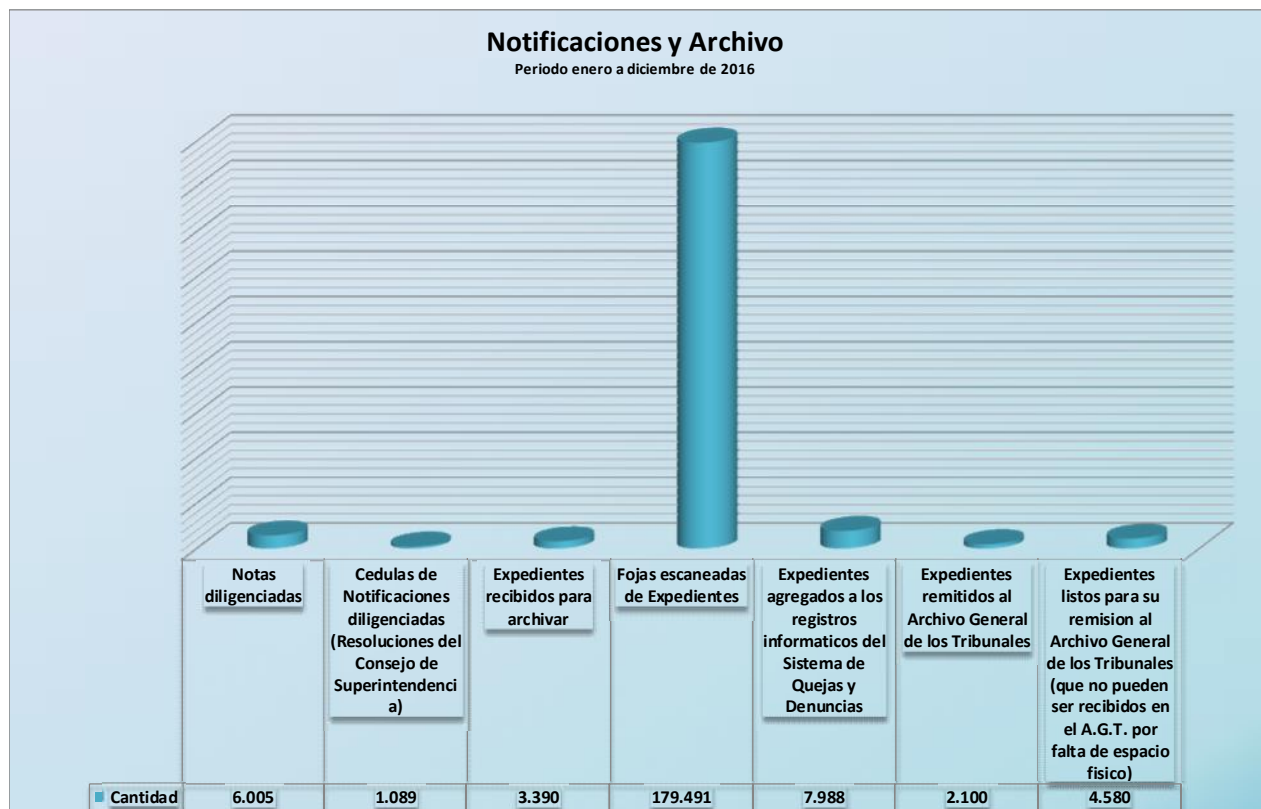 Notificaciones y Archivo
Periodo enero a diciembre de 2016
Notas
diligenciadas
Cedulas de
Notificaciones
diligenciadas
(Resoluciones del
Consejo de
Superintendenci
a)
Expedientes
recibidos para
archivar
Fojas escaneadas
de Expedientes
Expedientes
agregados a los
registros
informaticos del
Sistema de
Quejas y
Denuncias
Expedientes
remitidos al
Archivo General
de los Tribunales
Expedientes
listos para su
remision al
Archivo General
de los Tribunales
(que no pueden
ser recibidos en
el A.G.T. por
falta de espacio
fisico)
Cantidad 6.005 1.089 3.390 179.491 7.988 2.100 4.580